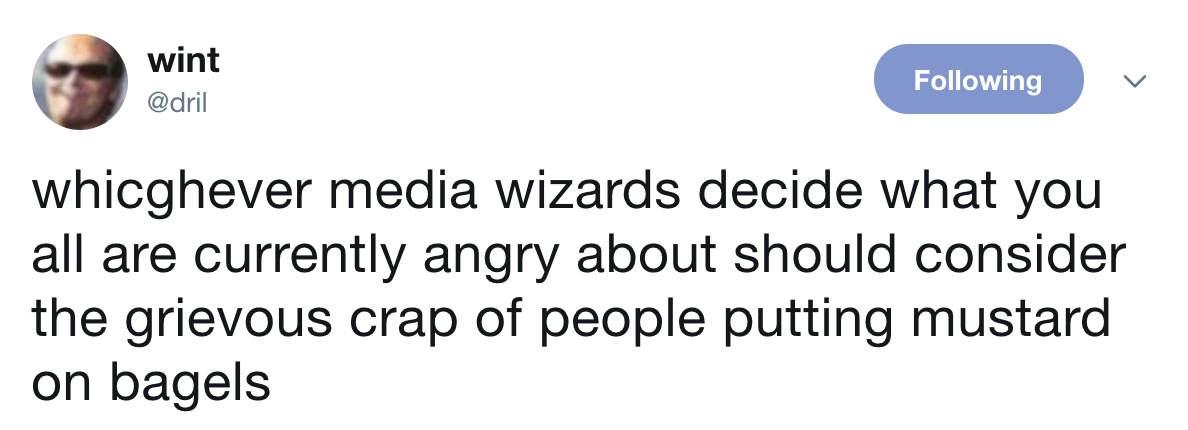 wint
@dril
Following
whicghever media wizards decide what you
all are currently angry about should consider
the grievous crap of people putting mustard
on bagels